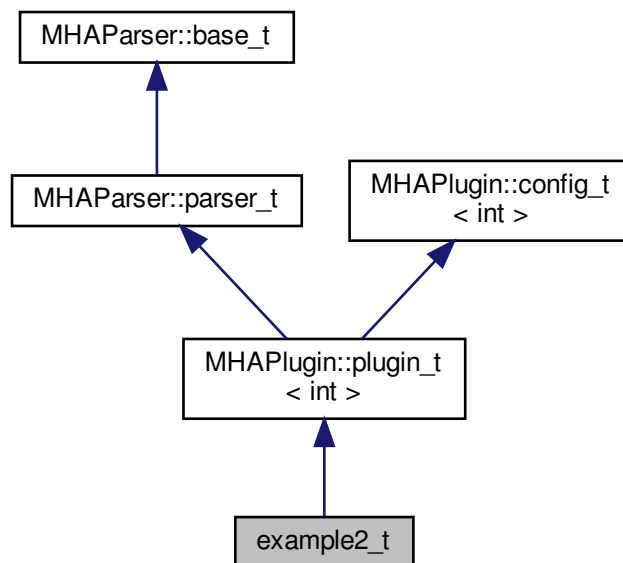 MHAParser::base_t
MHAParser::parser_t
MHAPlugin::config_t
< int >
MHAPlugin::plugin_t
< int >
example2_t